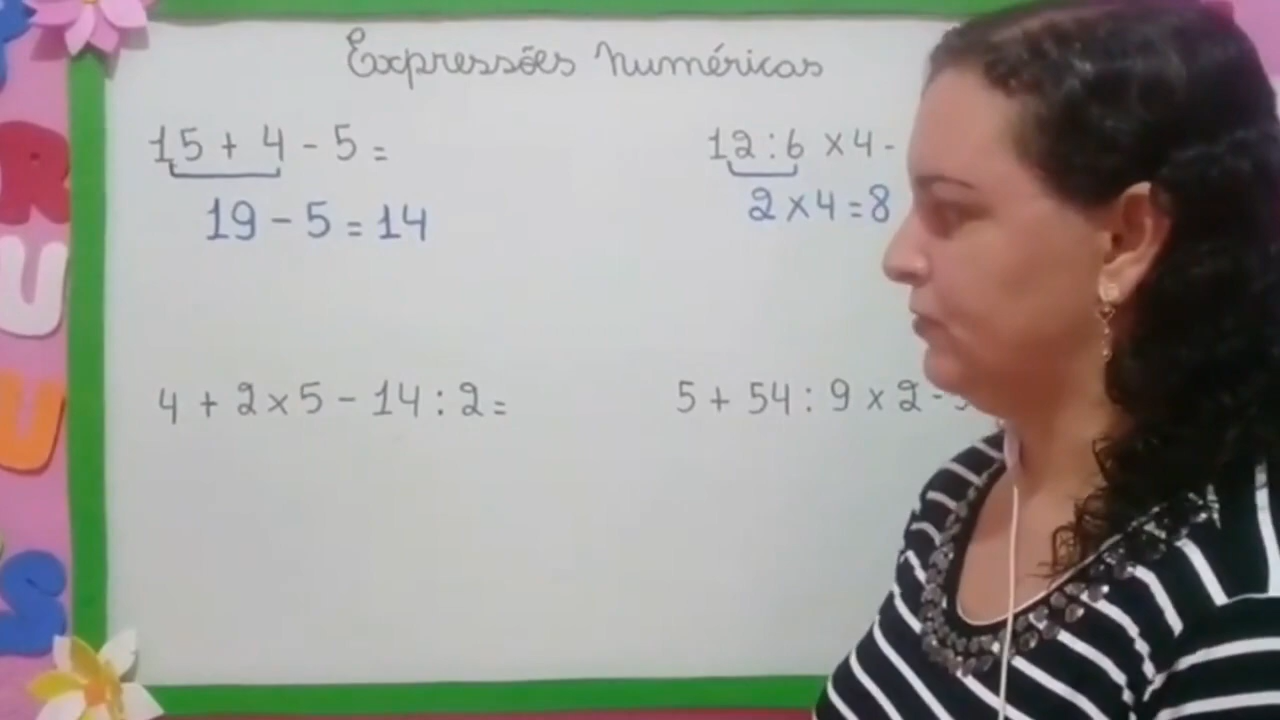 Expressões Numéricas
15 + 4 - 5 =
19 - 5 = 14
12 : 6 × 4 -
2 × 4 = 8
4 + 2 × 5 - 14 : 2 =
5 + 54 : 9 × 2 -
R
U
U
S